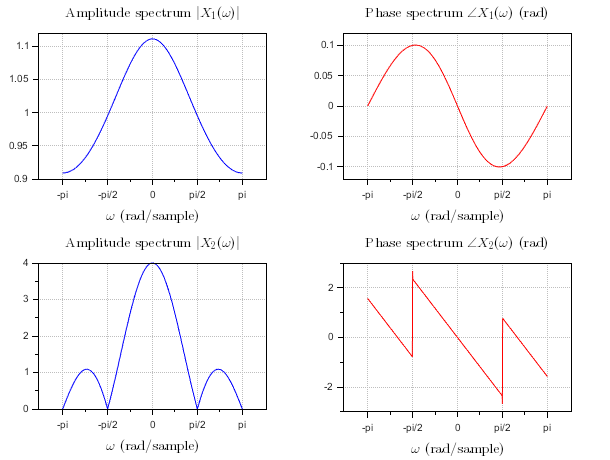 Amplitude spectrum |X₁(ω)|
1.1
1.05
1
0.95
0.9
-pi -pi/2 0 pi/2 pi
ω (rad/sample)
Phase spectrum ∠X₁(ω) (rad)
0.1
0.05
0
-0.05
-0.1
-pi -pi/2 0 pi/2 pi
ω (rad/sample)
Amplitude spectrum |X₂(ω)|
4
3
2
1
0
-pi -pi/2 0 pi/2 pi
ω (rad/sample)
Phase spectrum ∠X₂(ω) (rad)
2
0
-2
-pi -pi/2 0 pi/2 pi
ω (rad/sample)